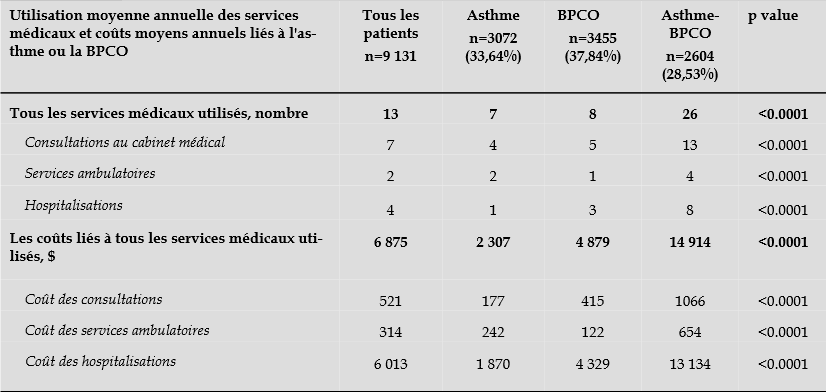 Utilisation moyenne annuelle des services médicaux et coûts moyens annuels liés à l'as-thme ou la BPCO | Tous les patients n=9 131 | Asthme n=3072 (33,64%) | BPCO n=3455 (37,84%) | Asthme-BPCO n=2604 (28,53%) | p value
Tous les services médicaux utilisés, nombre 13 7 8 26 <0.0001
Consultations au cabinet médical 7 4 5 13 <0.0001
Services ambulatoires 2 2 1 4 <0.0001
Hospitalisations 4 1 3 8 <0.0001
Les coûts liés à tous les services médicaux uti- 6 875 2 307 4 879 14 914 <0.0001
lisés, $
Coût des consultations 521 177 415 1066 <0.0001
Coût des services ambulatoires 314 242 122 654 <0.0001
Coût des hospitalisations 6 013 1 870 4 329 13 134 <0.0001